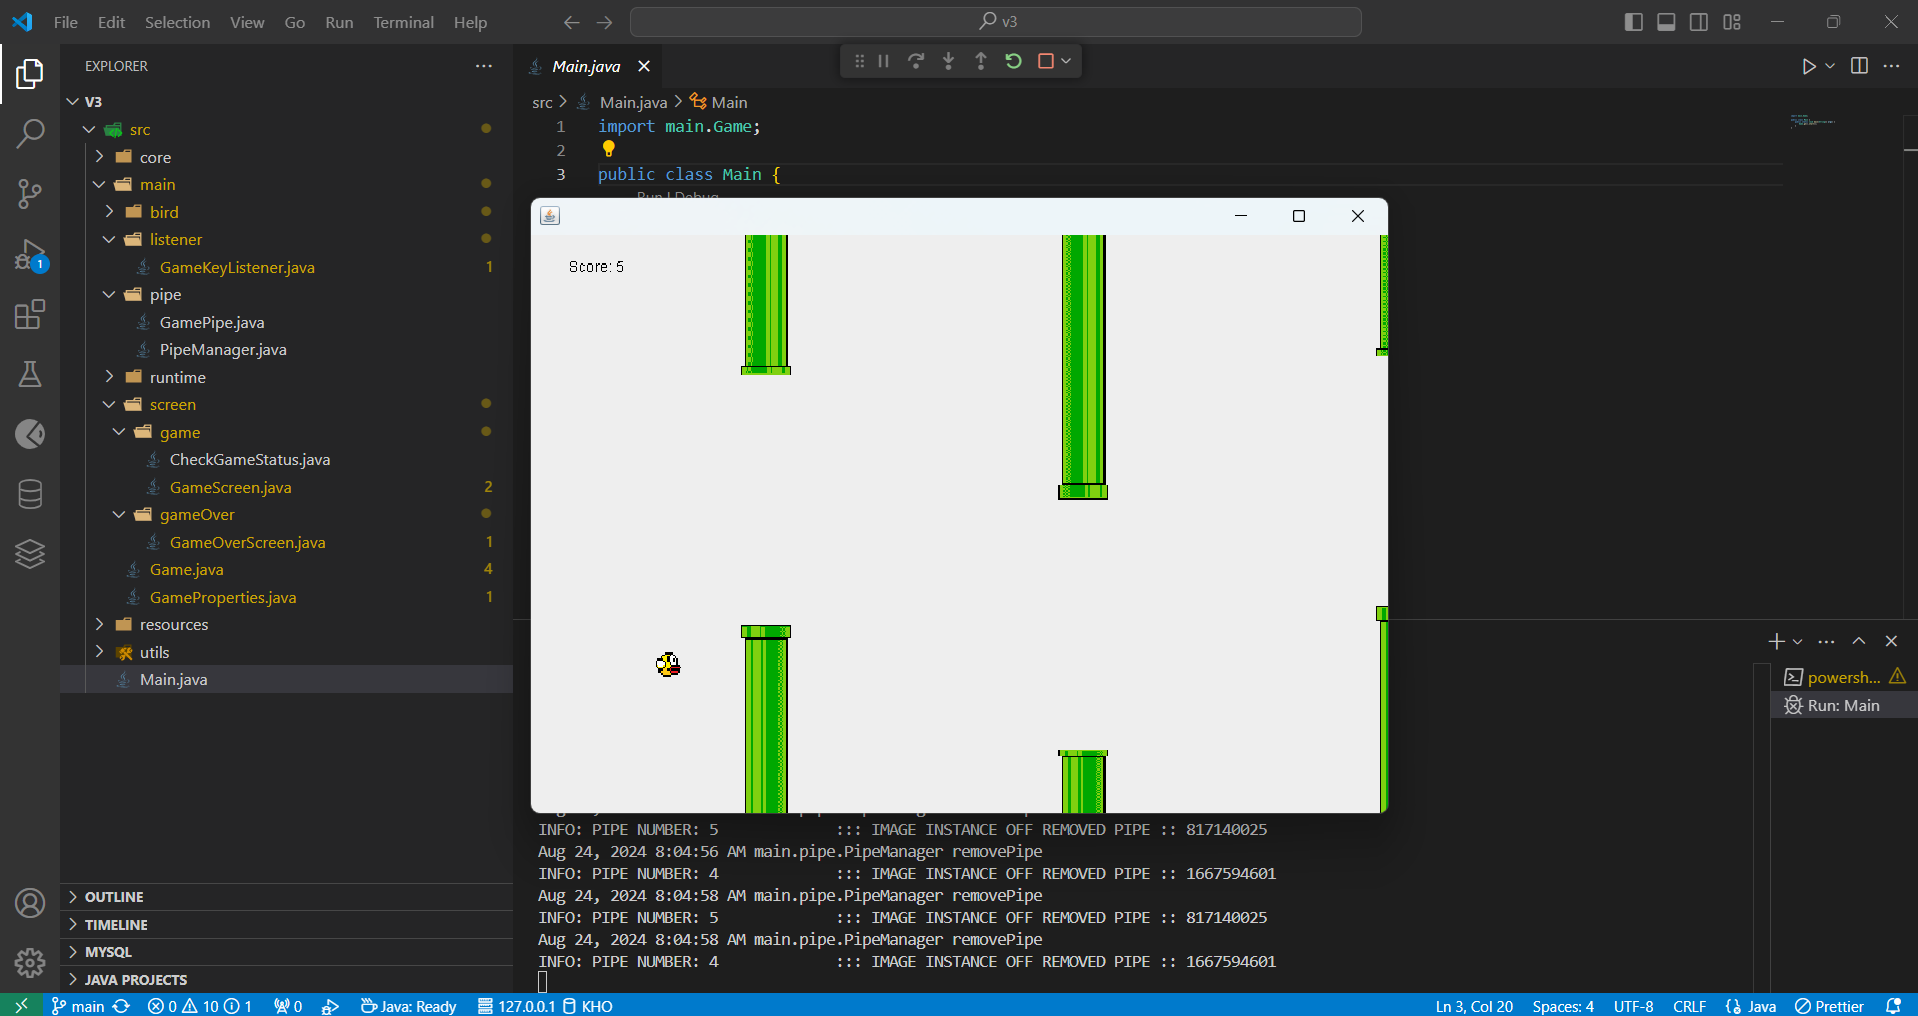 File Edit Selection View Go Run Terminal Help
v3
EXPLORER
Main.java
V3
src
core
main
bird
listener
GameKeyListener.java 1
pipe
GamePipe.java
PipeManager.java
runtime
screen
game
CheckGameStatus.java
GameScreen.java 2
gameOver
GameOverScreen.java 1
Game.java 4
GameProperties.java 1
resources
utils
Main.java
OUTLINE
TIMELINE
MYSQL
JAVA PROJECTS
1
src > Main.java > Main
1 import main.Game;
2
3 public class Main {
Run | Debug
Score: 5
powersh...
Run: Main
INFO: PIPE NUMBER: 5 ::: IMAGE INSTANCE OFF REMOVED PIPE :: 817140025
Aug 24, 2024 8:04:56 AM main.pipe.PipeManager removePipe
INFO: PIPE NUMBER: 4 ::: IMAGE INSTANCE OFF REMOVED PIPE :: 1667594601
Aug 24, 2024 8:04:58 AM main.pipe.PipeManager removePipe
INFO: PIPE NUMBER: 5 ::: IMAGE INSTANCE OFF REMOVED PIPE :: 817140025
Aug 24, 2024 8:04:58 AM main.pipe.PipeManager removePipe
INFO: PIPE NUMBER: 4 ::: IMAGE INSTANCE OFF REMOVED PIPE :: 1667594601
main 0 10 1 0 Java: Ready 127.0.0.1 KHO Ln 3, Col 20 Spaces: 4 UTF-8 CRLF Java Prettier